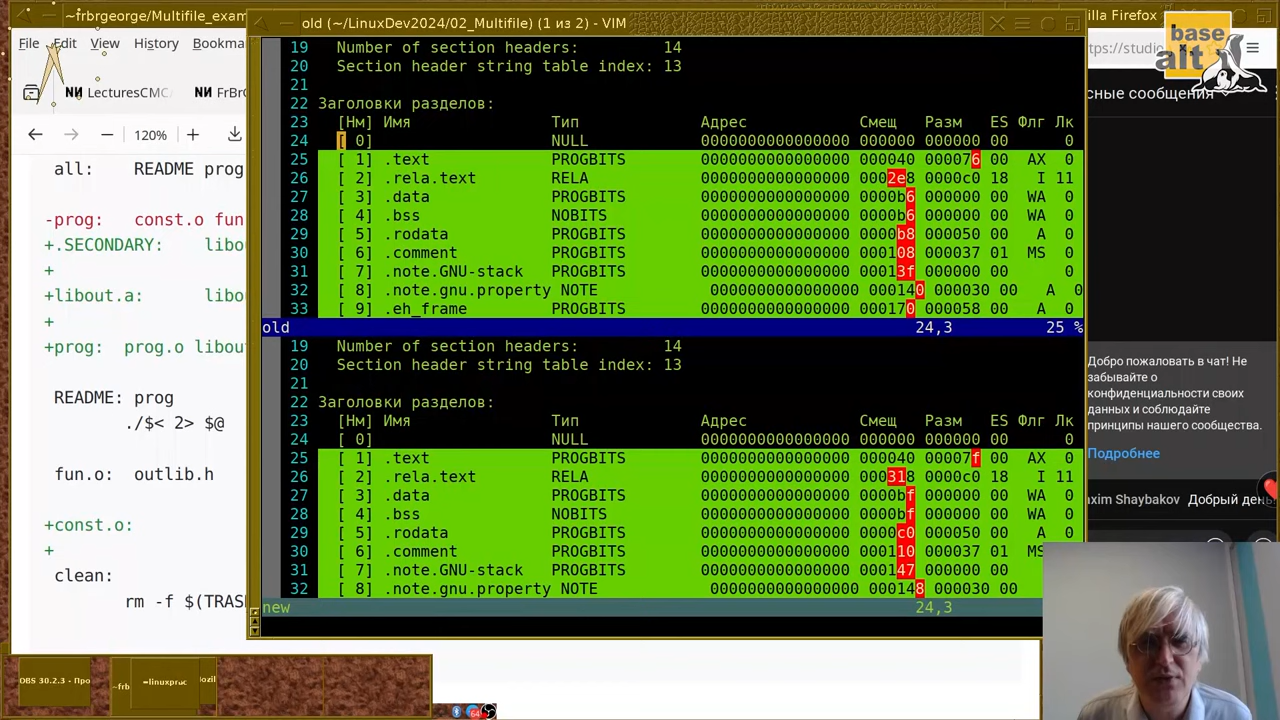 ~frbrgeorge/Multifile_exam
File Edit View History Bookma
LecturesCMC
FrBrG
120%
all: README prog
-prog: const.o fun
+.SECONDARY: libou
+
+libout.a: libou
+
+prog: prog.o libou
README: prog
./$< 2> $@
fun.o: outlib.h
+const.o:
+
clean:
rm -f $(TRAS
old (~/LinuxDev2024/02_Multifile) (1 из 2) - VIM
19 Number of section headers: 14
20 Section header string table index: 13
21
22 Заголовки разделов:
23 [Нм] Имя Тип Адрес Смещ Разм ES Флг Лк
24 [ 0] NULL 0000000000000000 000000 000000 00 0
25 [ 1] .text PROGBITS 0000000000000000 000040 000076 00 AX 0
26 [ 2] .rela.text RELA 0000000000000000 0002e8 0000c0 18 I 11
27 [ 3] .data PROGBITS 0000000000000000 0000b6 000000 00 WA 0
28 [ 4] .bss NOBITS 0000000000000000 0000b6 000000 00 WA 0
29 [ 5] .rodata PROGBITS 0000000000000000 0000b8 000050 00 A 0
30 [ 6] .comment PROGBITS 0000000000000000 000108 000037 01 MS 0
31 [ 7] .note.GNU-stack PROGBITS 0000000000000000 00013f 000000 00 0
32 [ 8] .note.gnu.property NOTE 0000000000000000 000140 000030 00 A 0
33 [ 9] .eh_frame PROGBITS 0000000000000000 000170 000058 00 A 0
old 24,3 25 %
19 Number of section headers: 14
20 Section header string table index: 13
21
22 Заголовки разделов:
23 [Нм] Имя Тип Адрес Смещ Разм ES Флг Лк
24 [ 0] NULL 0000000000000000 000000 000000 00 0
25 [ 1] .text PROGBITS 0000000000000000 000040 00007f 00 AX 0
26 [ 2] .rela.text RELA 0000000000000000 000318 0000c0 18 I 11
27 [ 3] .data PROGBITS 0000000000000000 0000bf 000000 00 WA 0
28 [ 4] .bss NOBITS 0000000000000000 0000bf 000000 00 WA 0
29 [ 5] .rodata PROGBITS 0000000000000000 0000c0 000050 00 A 0
30 [ 6] .comment PROGBITS 0000000000000000 000110 000037 01 MS
31 [ 7] .note.GNU-stack PROGBITS 0000000000000000 000147 000000 00
32 [ 8] .note.gnu.property NOTE 0000000000000000 000148 000030 00
new 24,3
illa Firefox
base
alt
ttps://studio
сные сообщения
Добро пожаловать в чат! Не
забывайте о
конфиденциальности своих
данных и соблюдайте
принципы нашего сообщества.
Подробнее
axim Shaybakov Добрый день
OBS 30.2.3 - Про
~frb
=linuxprac
ozil
64